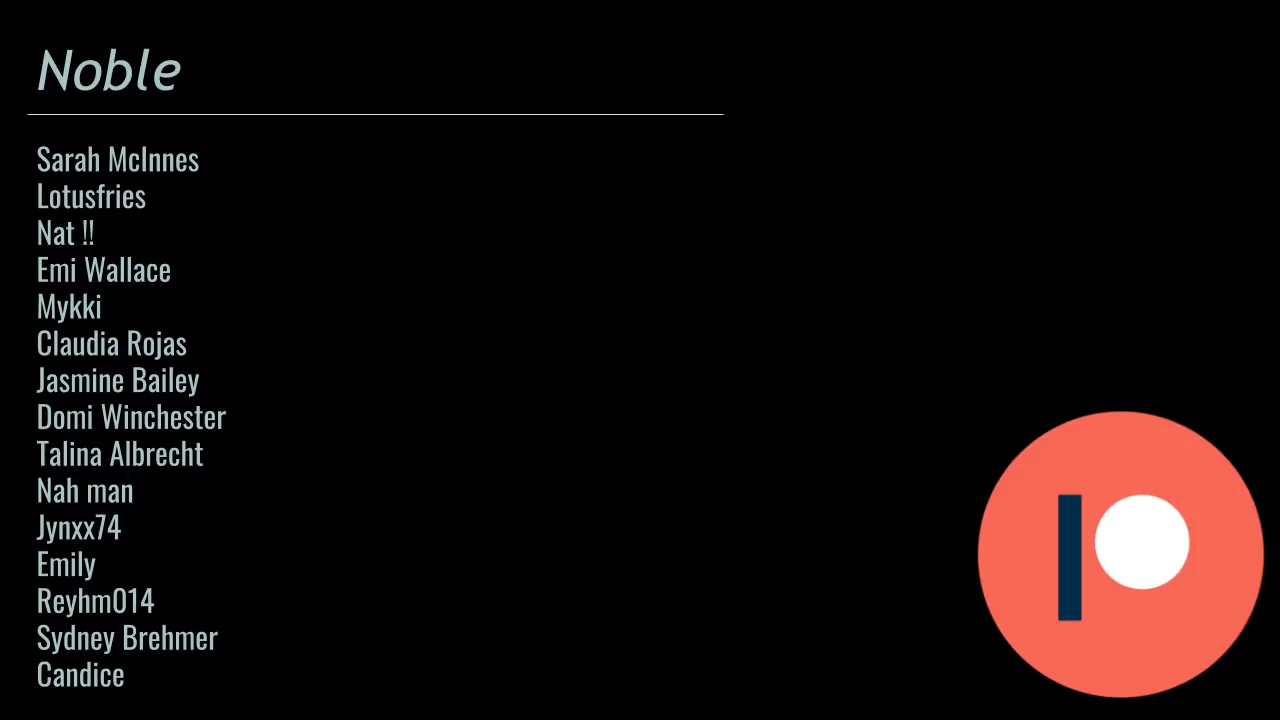 Noble
Sarah McInnes
Lotusfries
Nat !!
Emi Wallace
Mykki
Claudia Rojas
Jasmine Bailey
Domi Winchester
Talina Albrecht
Nah man
Jynxx74
Emily
Reyhm014
Sydney Brehmer
Candice